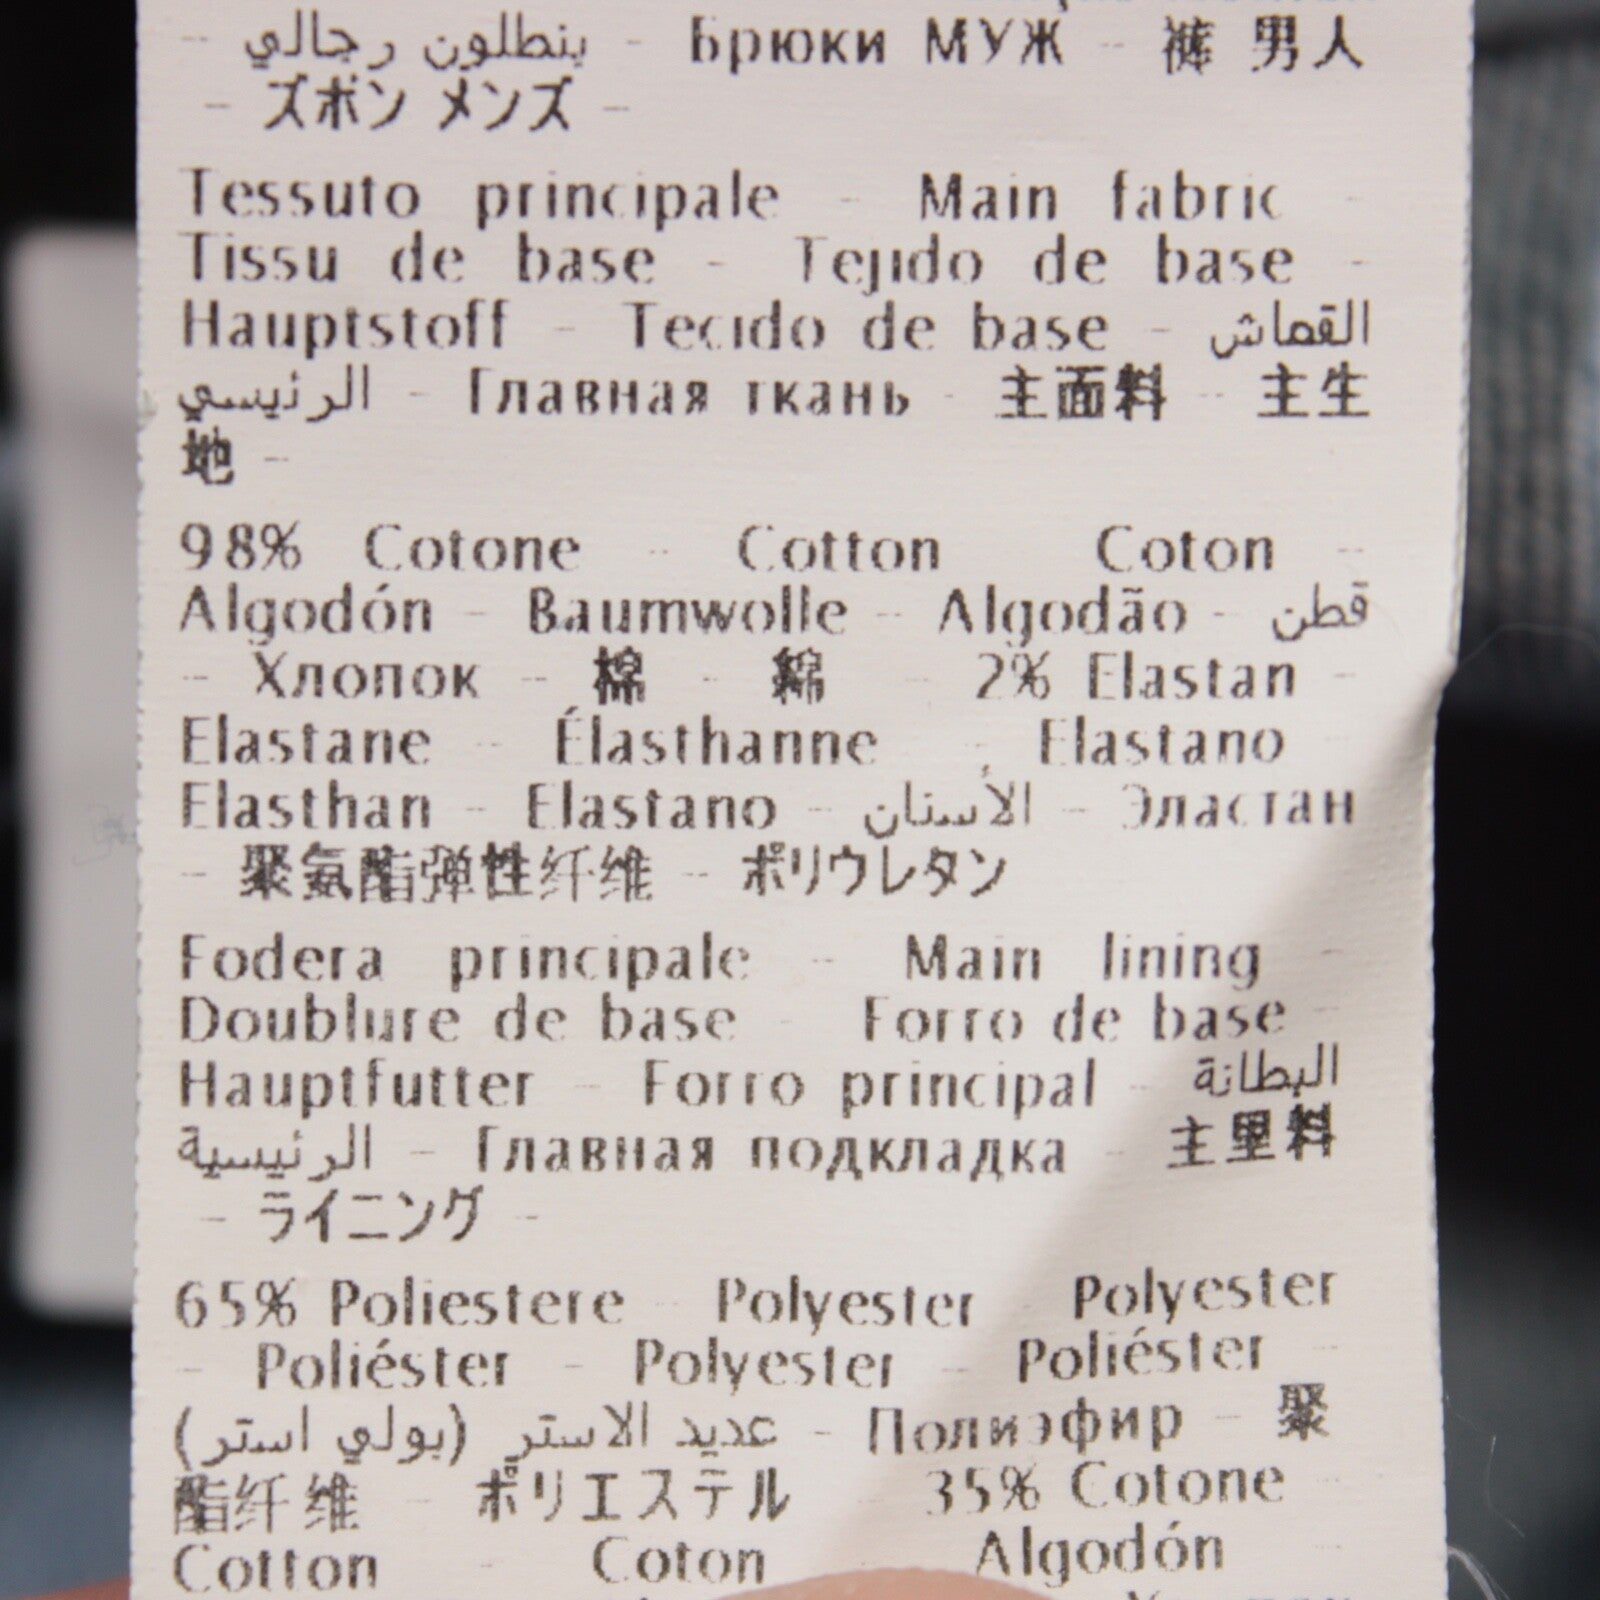 - بنطلون رجالي - Брюки МУЖ - 裤 男人
- ズボン メンズ -
Tessuto principale - Main fabric -
Tissu de base - Tejido de base -
Hauptstoff - Tecido de base - القماش
الرئيسي - Главная ткань - 主面料 - 主生
地 -
98% Cotone - Cotton - Coton -
Algodón - Baumwolle - Algodão - قطن
- Хлопок - 棉 - 綿 - 2% Elastan -
Elastane - Élasthanne - Elastano -
Elasthan - Elastano - الأستان - Эластан
- 聚氨酯弹性纤维 - ポリウレタン
Fodera principale - Main lining -
Doublure de base - Forro de base -
Hauptfutter - Forro principal - البطانة
الرئيسية - Главная подкладка - 主里料
- ライニング -
65% Poliestere - Polyester - Polyester
- Poliéster - Polyester - Poliéster -
عديد الاستر (بولي استر) - Полиэфир - 聚
酯纤维 - ポリエステル - 35% Cotone -
Cotton - Coton - Algodón